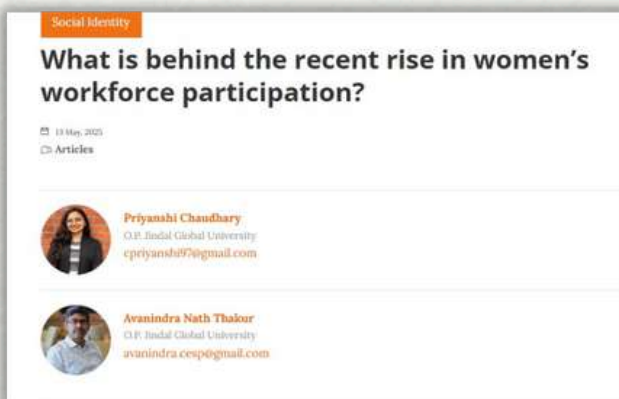 Social Identity
What is behind the recent rise in women’s
workforce participation?
13 May, 2025
Articles
Priyanshi Chaudhary
O.P. Jindal Global University
cpriyanshi97@gmail.com
Avanindra Nath Thakur
O.P. Jindal Global University
avanindra.cesp@gmail.com